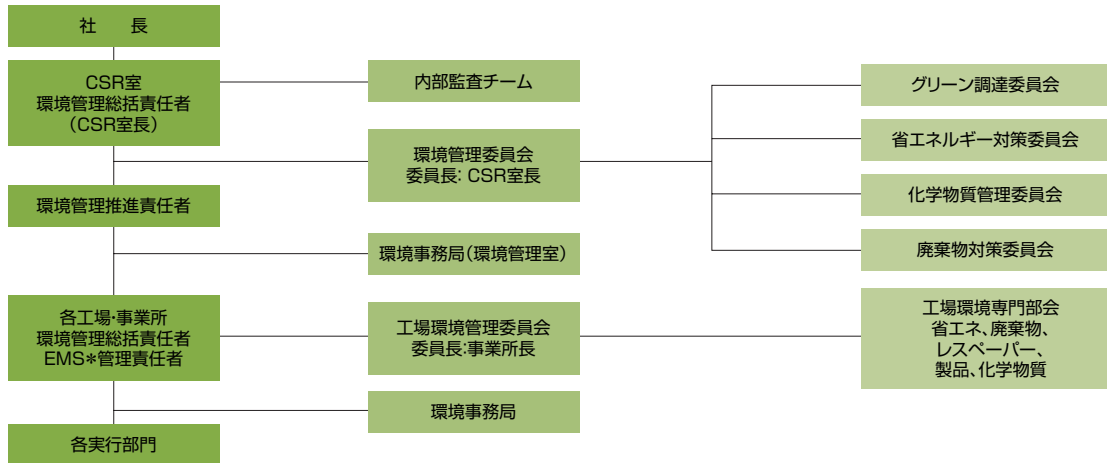 社　長
CSR室
環境管理総括責任者
（CSR室長）
内部監査チーム
環境管理委員会
委員長：CSR室長
グリーン調達委員会
省エネルギー対策委員会
化学物質管理委員会
廃棄物対策委員会
環境管理推進責任者
環境事務局（環境管理室）
各工場・事業所
環境管理総括責任者
EMS＊管理責任者
工場環境管理委員会
委員長：事業所長
工場環境専門部会
省エネ、廃棄物、
レスペーパー、
製品、化学物質
環境事務局
各実行部門